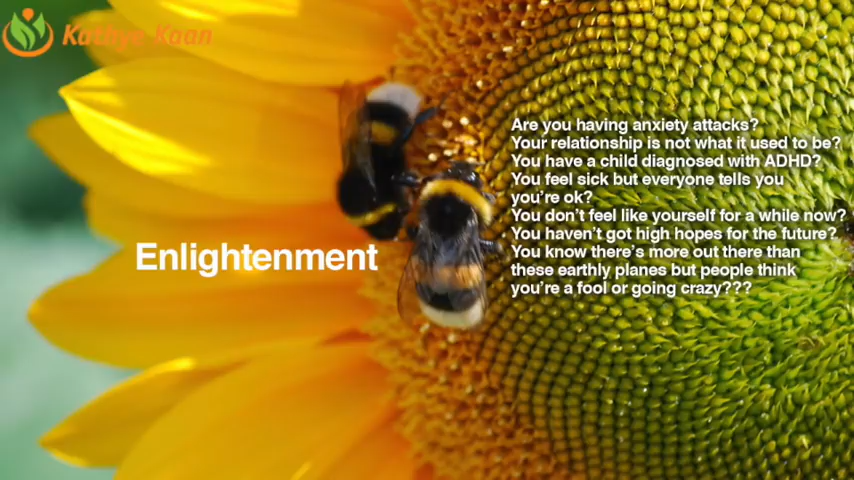 Kathye Kaan
Are you having anxiety attacks?
Your relationship is not what it used to be?
You have a child diagnosed with ADHD?
You feel sick but everyone tells you
you're ok?
You don't feel like yourself for a while now?
You haven't got high hopes for the future?
You know there's more out there than
these earthly planes but people think
you're a fool or going crazy???
Enlightenment